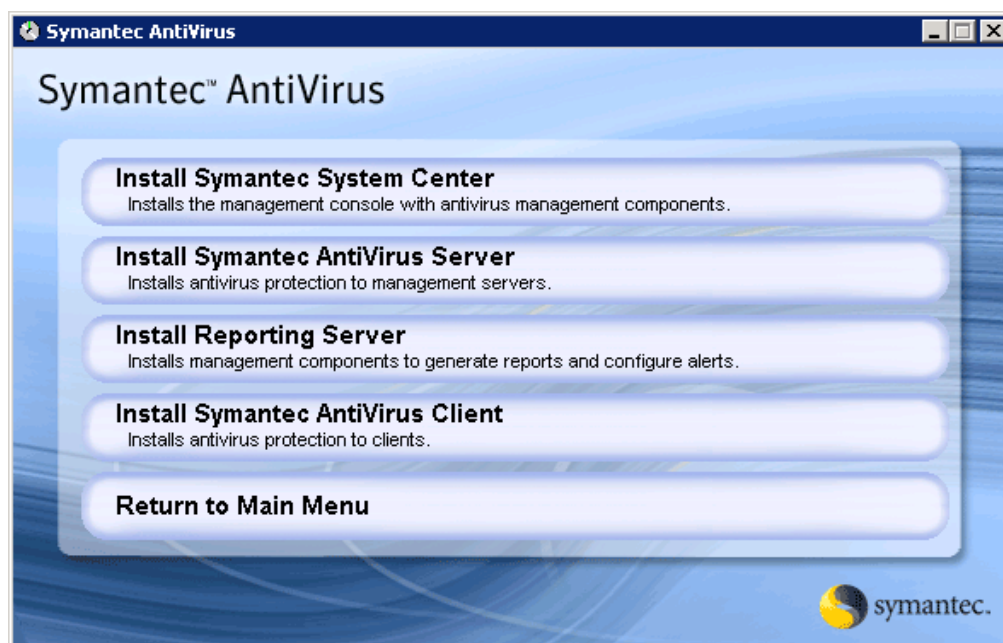 Symantec AntiVirus
Symantec™ AntiVirus
Install Symantec System Center
Installs the management console with antivirus management components.
Install Symantec AntiVirus Server
Installs antivirus protection to management servers.
Install Reporting Server
Installs management components to generate reports and configure alerts.
Install Symantec AntiVirus Client
Installs antivirus protection to clients.
Return to Main Menu
symantec.